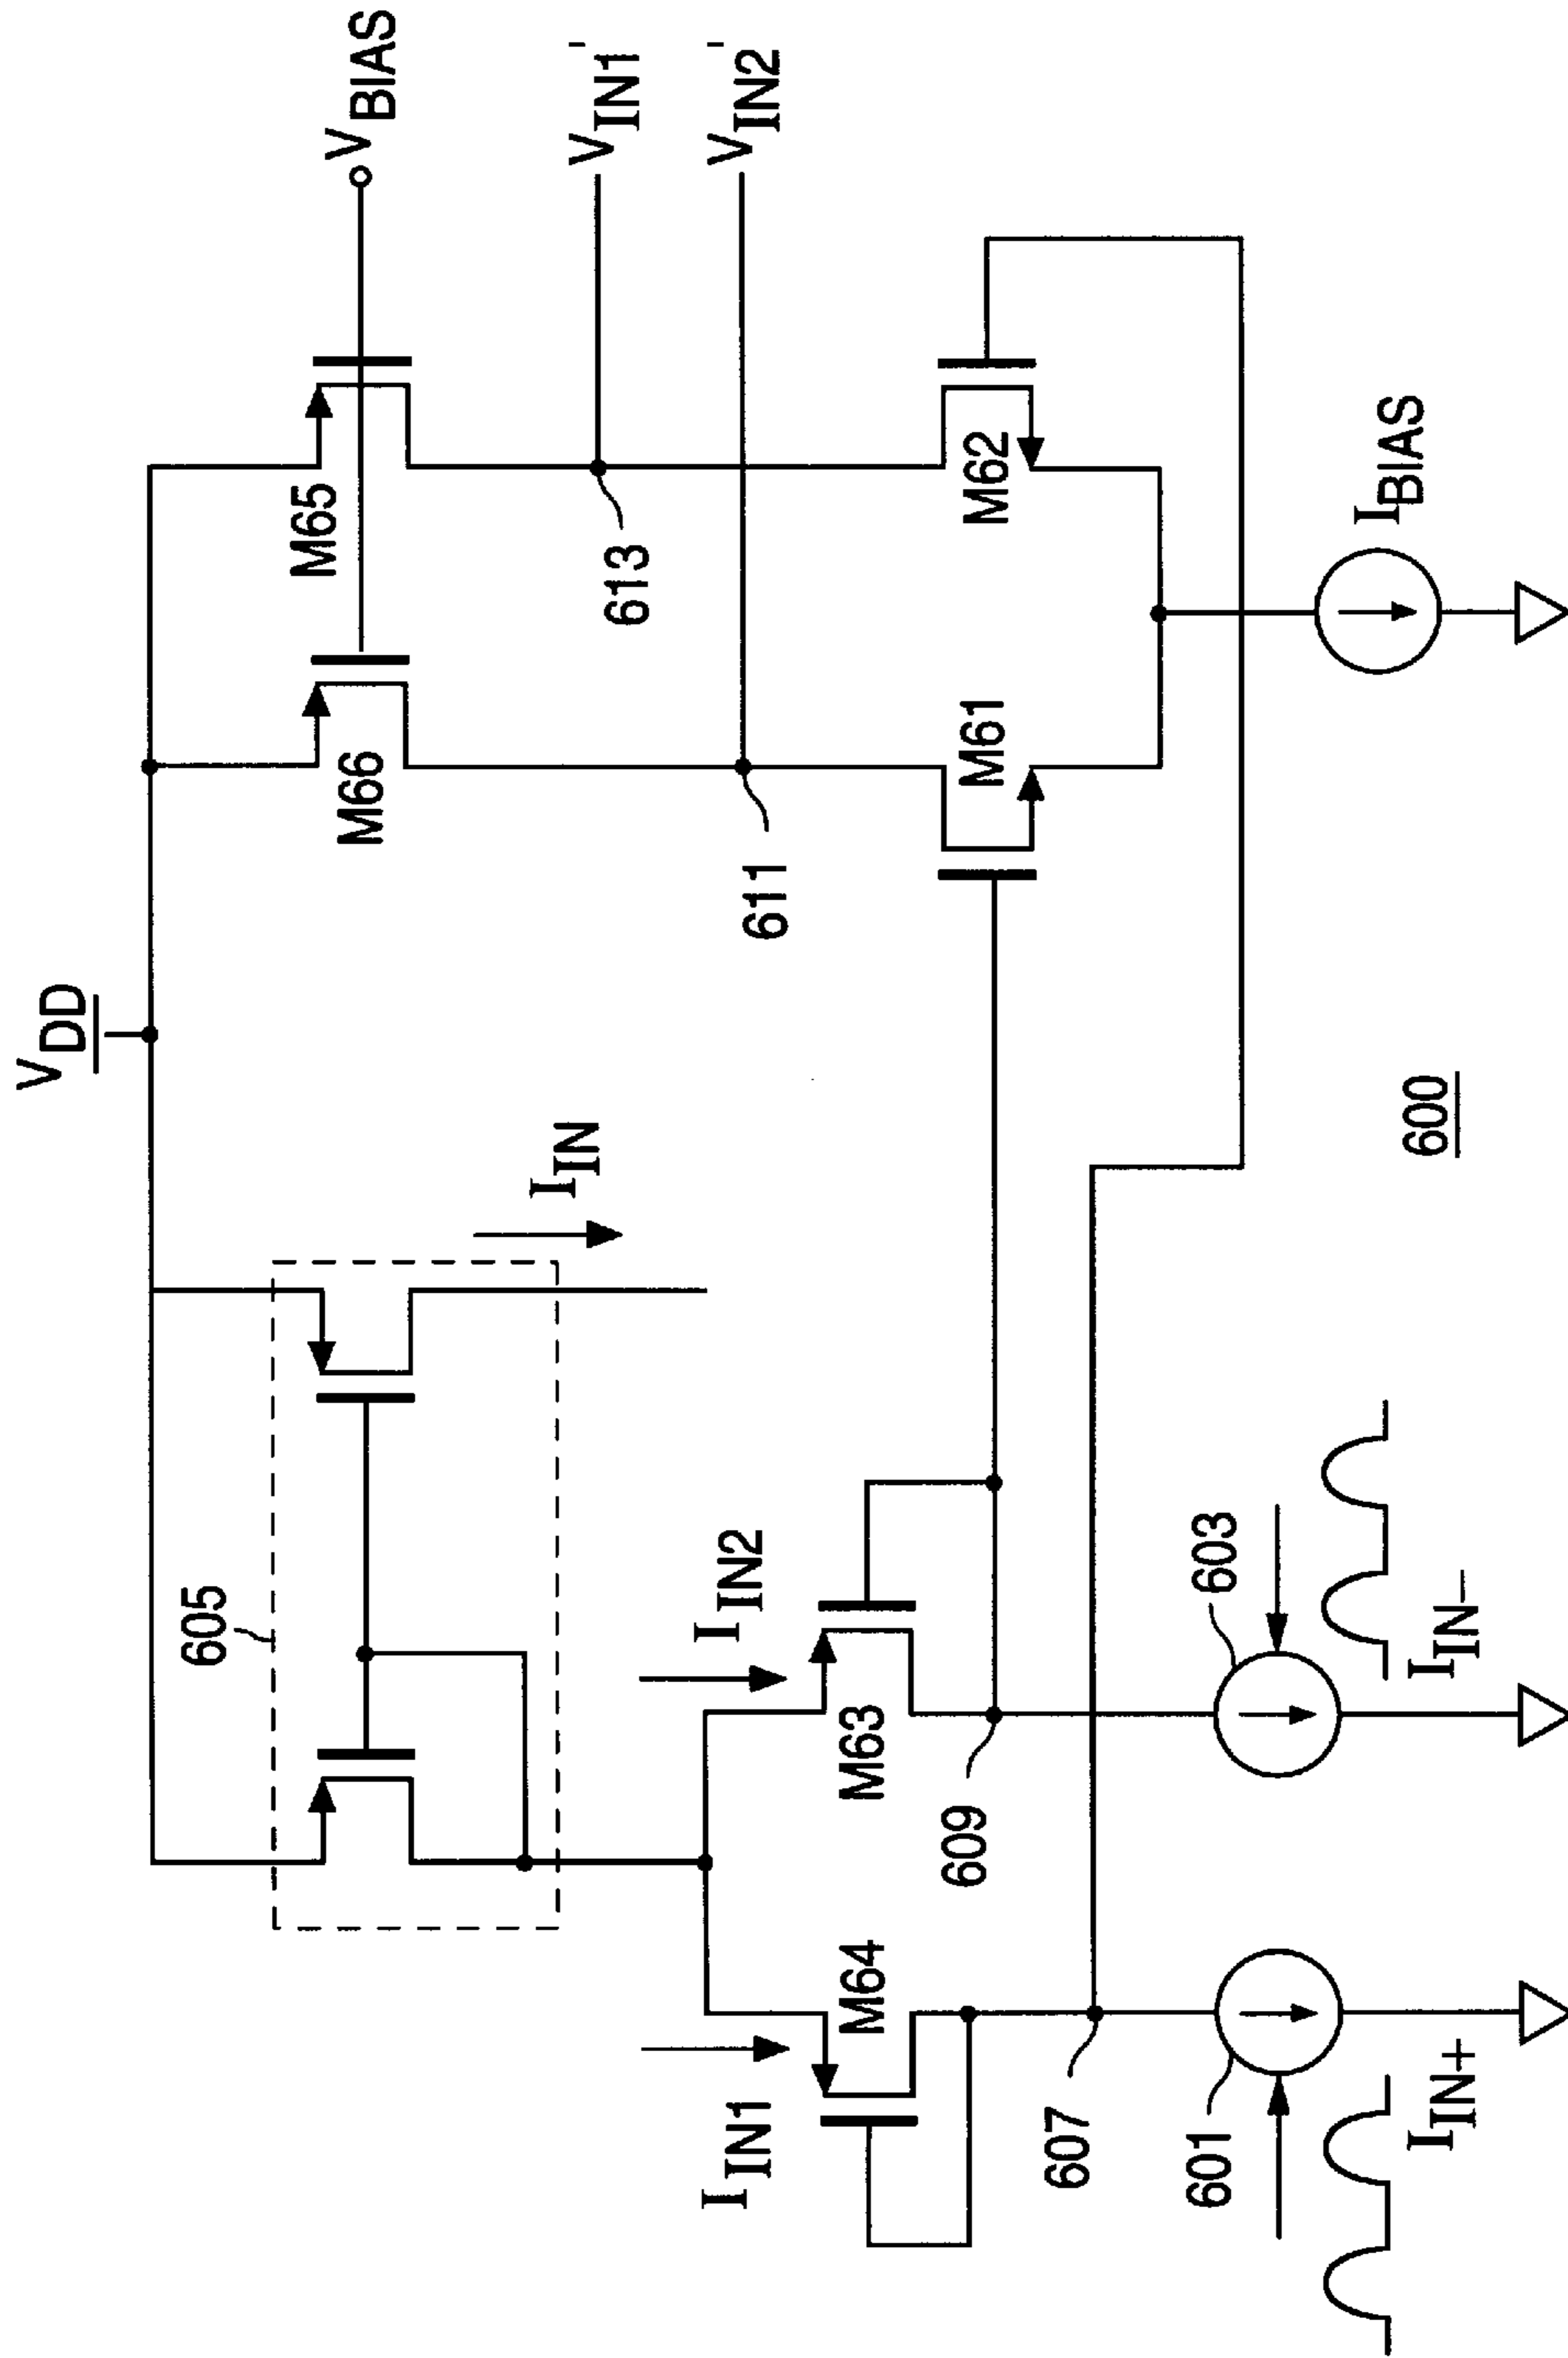 VDD
605
IIN
M66
M65
VBIAS
VIN1'
VIN2'
613
611
IIN1
M64
IIN2
M63
M61
M62
607
609
601
603
IIN+
IIN−
IBIAS
600